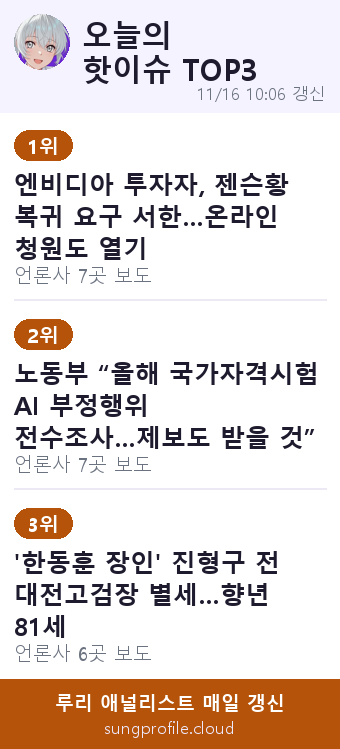 오늘의
핫이슈 TOP3
11/16 10:06 갱신
1위
엔비디아 투자자, 젠슨황
복귀 요구 서한…온라인
청원도 열기
언론사 7곳 보도
2위
노동부 “올해 국가자격시험
AI 부정행위
전수조사…제보도 받을 것”
언론사 7곳 보도
3위
'한동훈 장인' 진형구 전
대전고검장 별세…향년
81세
언론사 6곳 보도
루리 애널리스트 매일 갱신
sungprofile.cloud